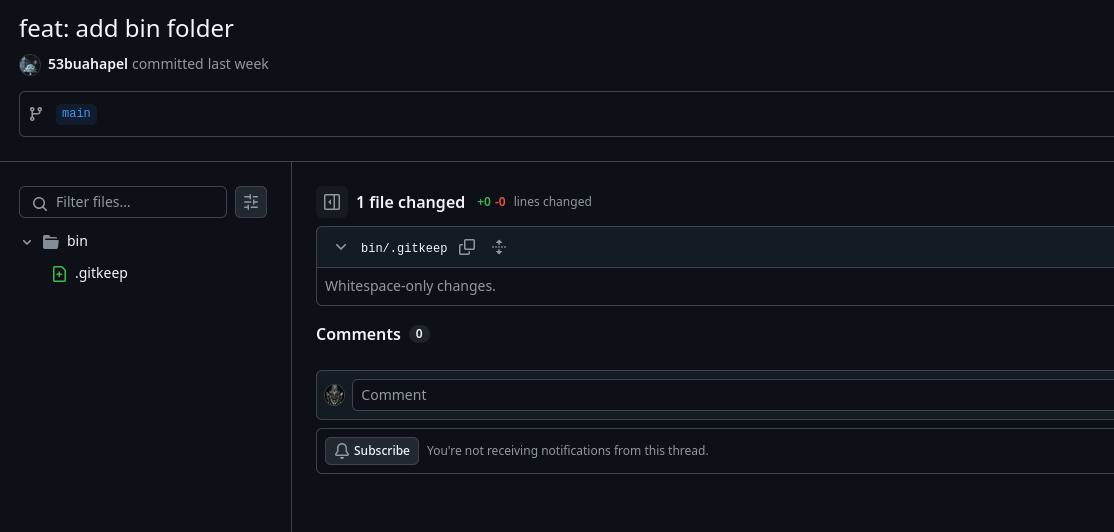 feat: add bin folder
53buahapel committed last week
main
Filter files...
bin
.gitkeep
1 file changed +0 -0 lines changed
bin/.gitkeep
Whitespace-only changes.
Comments 0
Comment
Subscribe You're not receiving notifications from this thread.